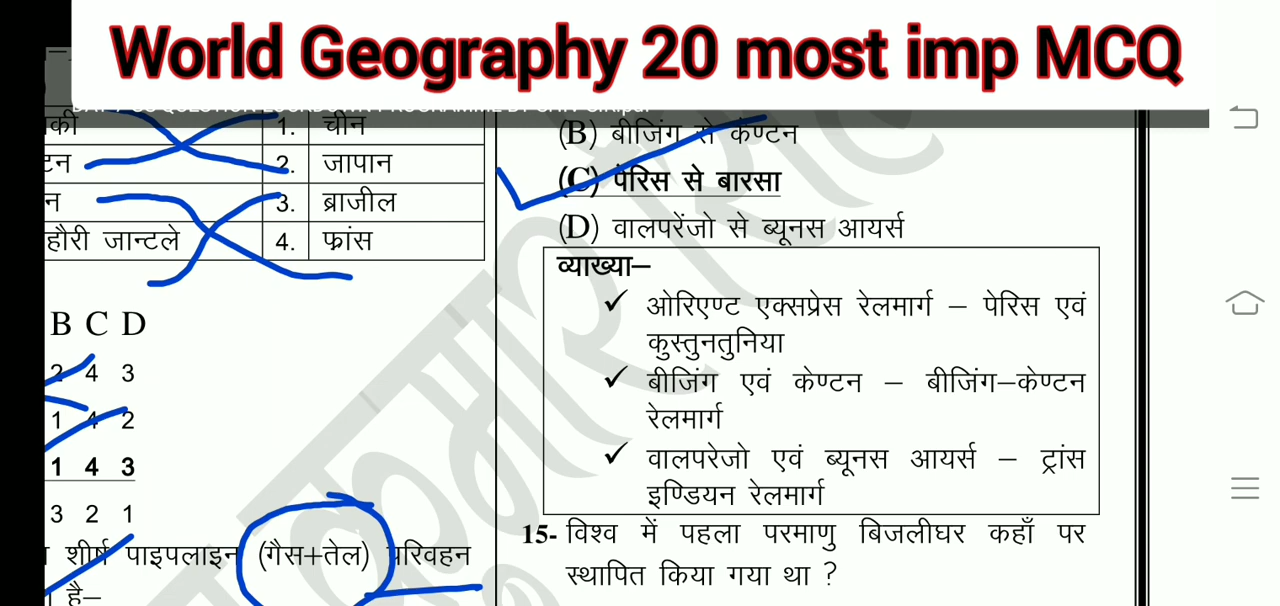 World Geography 20 most imp MCQ
की 1. चीन
टन 2. जापान
न 3. ब्राजील
हौरी जान्टले 4. फ्रांस
B C D
2 4 3
1 4 2
1 4 3
3 2 1
शीर्ष पाइपलाइन (गैस+तेल) परिवहन
है–
(B) बीजिंग से केण्टन
(C) पेरिस से बारसा
(D) वालपरेंजो से ब्यूनस आयर्स
व्याख्या–
✓ ओरिएण्ट एक्सप्रेस रेलमार्ग – पेरिस एवं
कुस्तुनतुनिया
✓ बीजिंग एवं केण्टन – बीजिंग–केण्टन
रेलमार्ग
✓ वालपरेजो एवं ब्यूनस आयर्स – ट्रांस
इण्डियन रेलमार्ग
15- विश्व में पहला परमाणु बिजलीघर कहाँ पर
स्थापित किया गया था ?